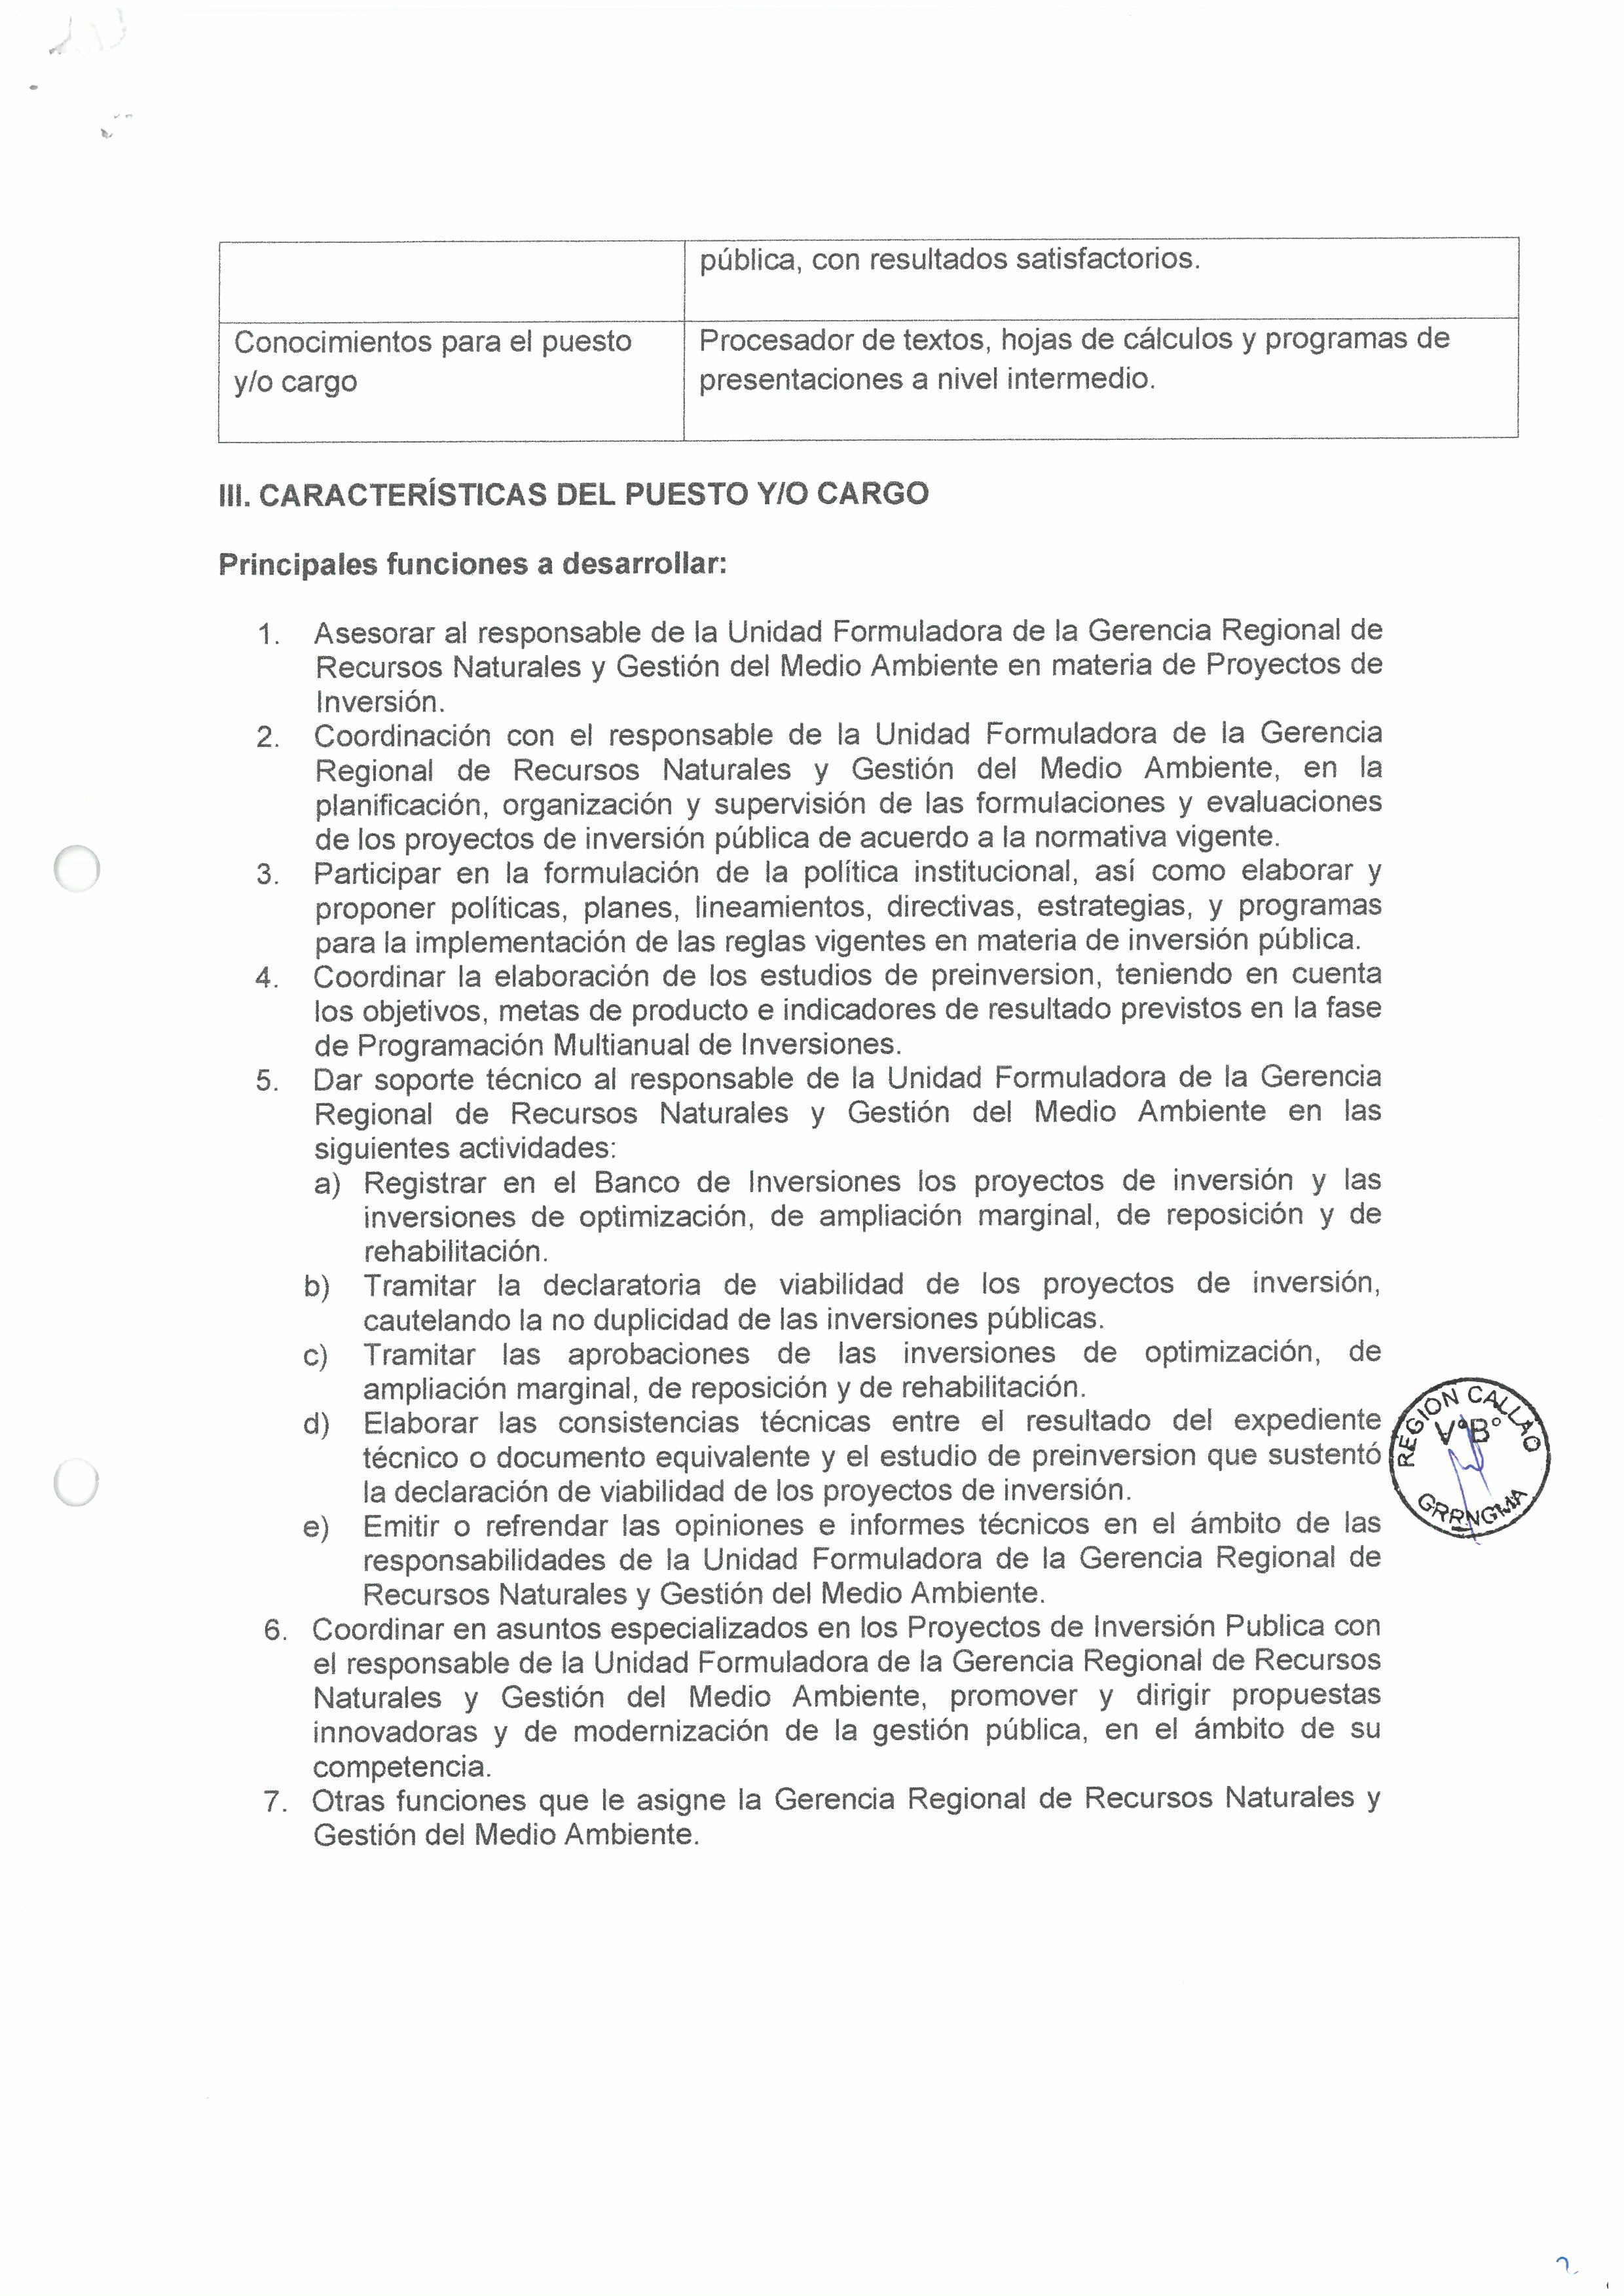 pública, con resultados satisfactorios.
Conocimientos para el puesto
y/o cargo
Procesador de textos, hojas de cálculos y programas de
presentaciones a nivel intermedio.
III. CARACTERÍSTICAS DEL PUESTO Y/O CARGO
Principales funciones a desarrollar:
1. Asesorar al responsable de la Unidad Formuladora de la Gerencia Regional de
Recursos Naturales y Gestión del Medio Ambiente en materia de Proyectos de
Inversión.
2. Coordinación con el responsable de la Unidad Formuladora de la Gerencia
Regional de Recursos Naturales y Gestión del Medio Ambiente, en la
planificación, organización y supervisión de las formulaciones y evaluaciones
de los proyectos de inversión pública de acuerdo a la normativa vigente.
3. Participar en la formulación de la política institucional, así como elaborar y
proponer políticas, planes, lineamientos, directivas, estrategias, y programas
para la implementación de las reglas vigentes en materia de inversión pública.
4. Coordinar la elaboración de los estudios de preinversion, teniendo en cuenta
los objetivos, metas de producto e indicadores de resultado previstos en la fase
de Programación Multianual de Inversiones.
5. Dar soporte técnico al responsable de la Unidad Formuladora de la Gerencia
Regional de Recursos Naturales y Gestión del Medio Ambiente en las
siguientes actividades:
a) Registrar en el Banco de Inversiones los proyectos de inversión y las
inversiones de optimización, de ampliación marginal, de reposición y de
rehabilitación.
b) Tramitar la declaratoria de viabilidad de los proyectos de inversión,
cautelando la no duplicidad de las inversiones públicas.
c) Tramitar las aprobaciones de las inversiones de optimización, de
ampliación marginal, de reposición y de rehabilitación.
d) Elaborar las consistencias técnicas entre el resultado del expediente
técnico o documento equivalente y el estudio de preinversion que sustentó
la declaración de viabilidad de los proyectos de inversión.
e) Emitir o refrendar las opiniones e informes técnicos en el ámbito de las
responsabilidades de la Unidad Formuladora de la Gerencia Regional de
Recursos Naturales y Gestión del Medio Ambiente.
6. Coordinar en asuntos especializados en los Proyectos de Inversión Publica con
el responsable de la Unidad Formuladora de la Gerencia Regional de Recursos
Naturales y Gestión del Medio Ambiente, promover y dirigir propuestas
innovadoras y de modernización de la gestión pública, en el ámbito de su
competencia.
7. Otras funciones que le asigne la Gerencia Regional de Recursos Naturales y
Gestión del Medio Ambiente.
REGION CALLAO
V°B°
GRRNGMA